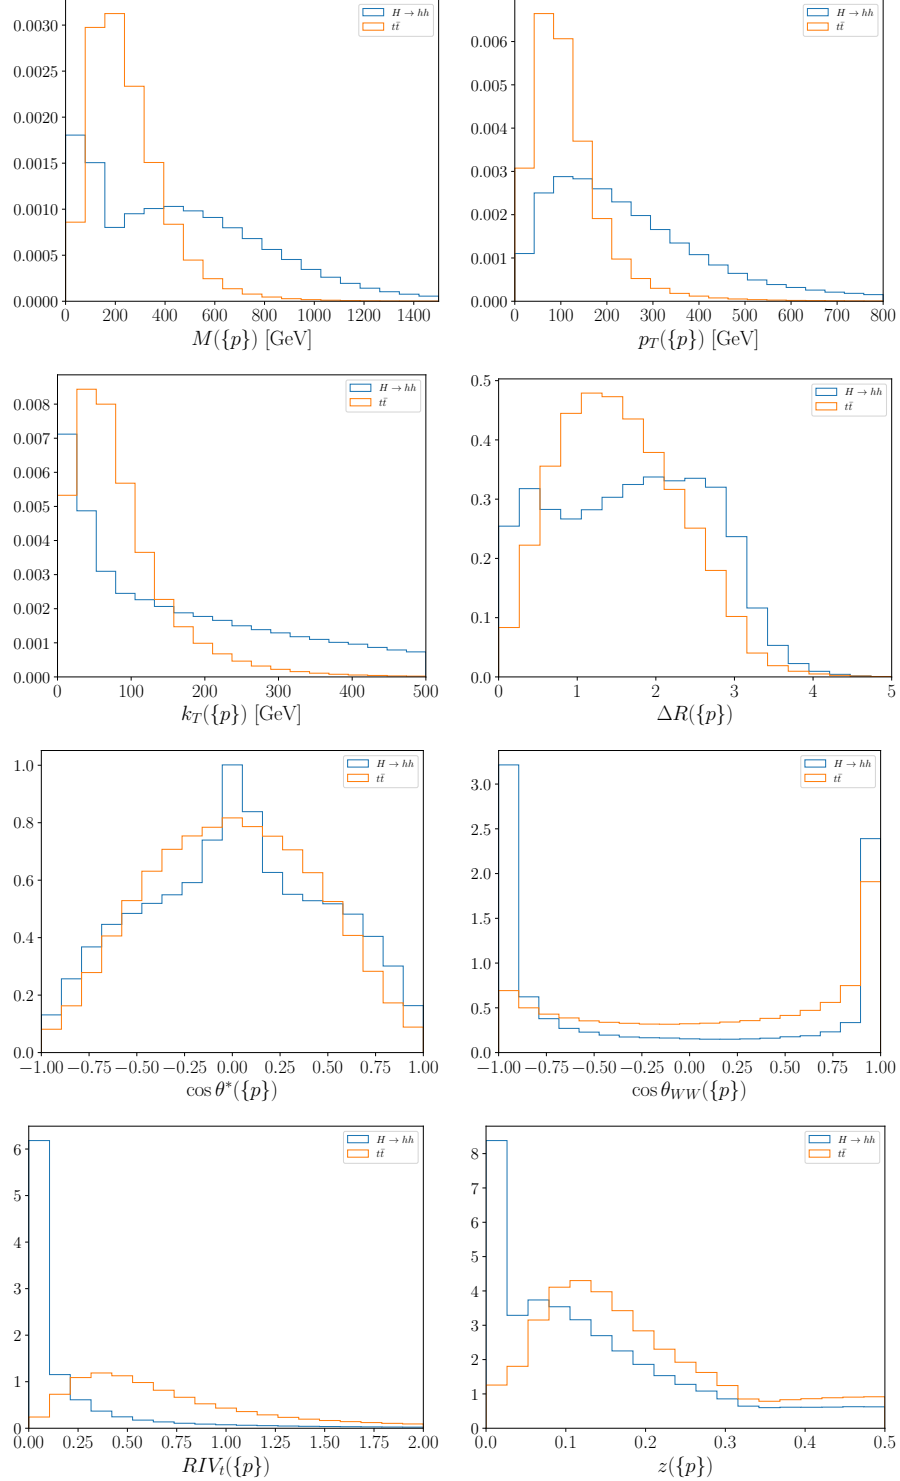 H → hh
tt̄
0.0030
0.0025
0.0020
0.0015
0.0010
0.0005
0.0000
0 200 400 600 800 1000 1200 1400
M({p}) [GeV]
H → hh
tt̄
0.006
0.005
0.004
0.003
0.002
0.001
0.000
0 100 200 300 400 500 600 700 800
p_T({p}) [GeV]
H → hh
tt̄
0.008
0.007
0.006
0.005
0.004
0.003
0.002
0.001
0.000
0 100 200 300 400 500
k_T({p}) [GeV]
H → hh
tt̄
0.5
0.4
0.3
0.2
0.1
0.0
0 1 2 3 4 5
ΔR({p})
H → hh
tt̄
1.0
0.8
0.6
0.4
0.2
0.0
−1.00 −0.75 −0.50 −0.25 0.00 0.25 0.50 0.75 1.00
cos θ*({p})
H → hh
tt̄
3.0
2.5
2.0
1.5
1.0
0.5
0.0
−1.00 −0.75 −0.50 −0.25 0.00 0.25 0.50 0.75 1.00
cos θ_WW({p})
H → hh
tt̄
6
5
4
3
2
1
0
0.00 0.25 0.50 0.75 1.00 1.25 1.50 1.75 2.00
RIV_t({p})
H → hh
tt̄
8
7
6
5
4
3
2
1
0
0.0 0.1 0.2 0.3 0.4 0.5
z({p})